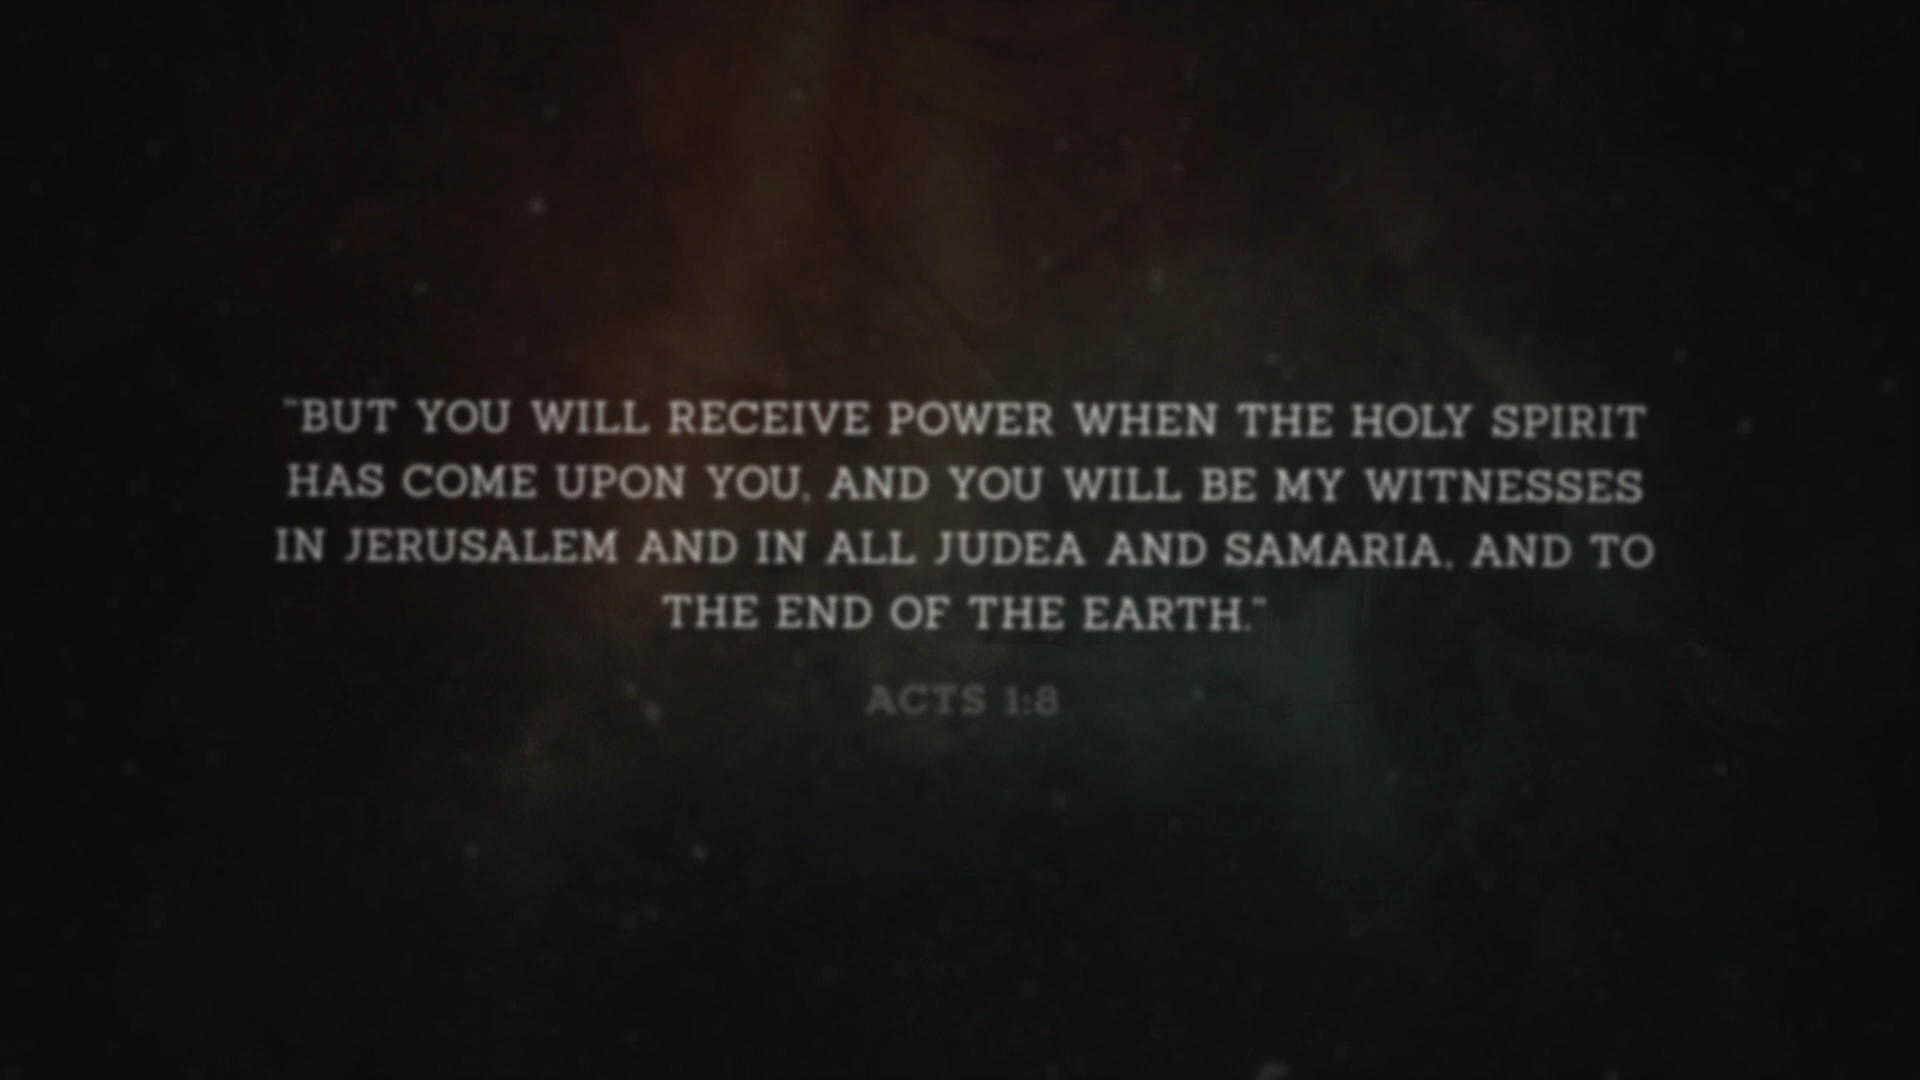 "BUT YOU WILL RECEIVE POWER WHEN THE HOLY SPIRIT
HAS COME UPON YOU, AND YOU WILL BE MY WITNESSES
IN JERUSALEM AND IN ALL JUDEA AND SAMARIA, AND TO
THE END OF THE EARTH."
ACTS 1:8